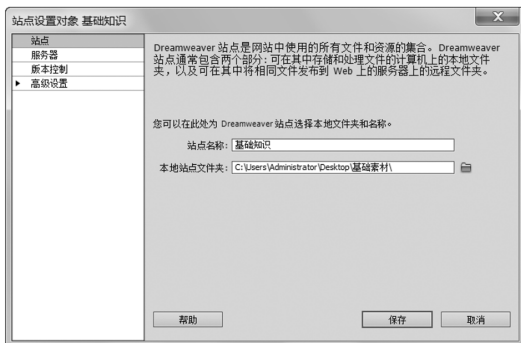 站点设置对象 基础知识
站点
服务器
版本控制
高级设置
Dreamweaver 站点是网站中使用的所有文件和资源的集合。Dreamweaver
站点通常包含两个部分：可在其中存储和处理文件的计算机上的本地文件
夹，以及可在其中将相同文件发布到 Web 上的服务器上的远程文件夹。
您可以在此处为 Dreamweaver 站点选择本地文件夹和名称。
站点名称: 基础知识
本地站点文件夹: C:\Users\Administrator\Desktop\基础素材\
帮助 保存 取消